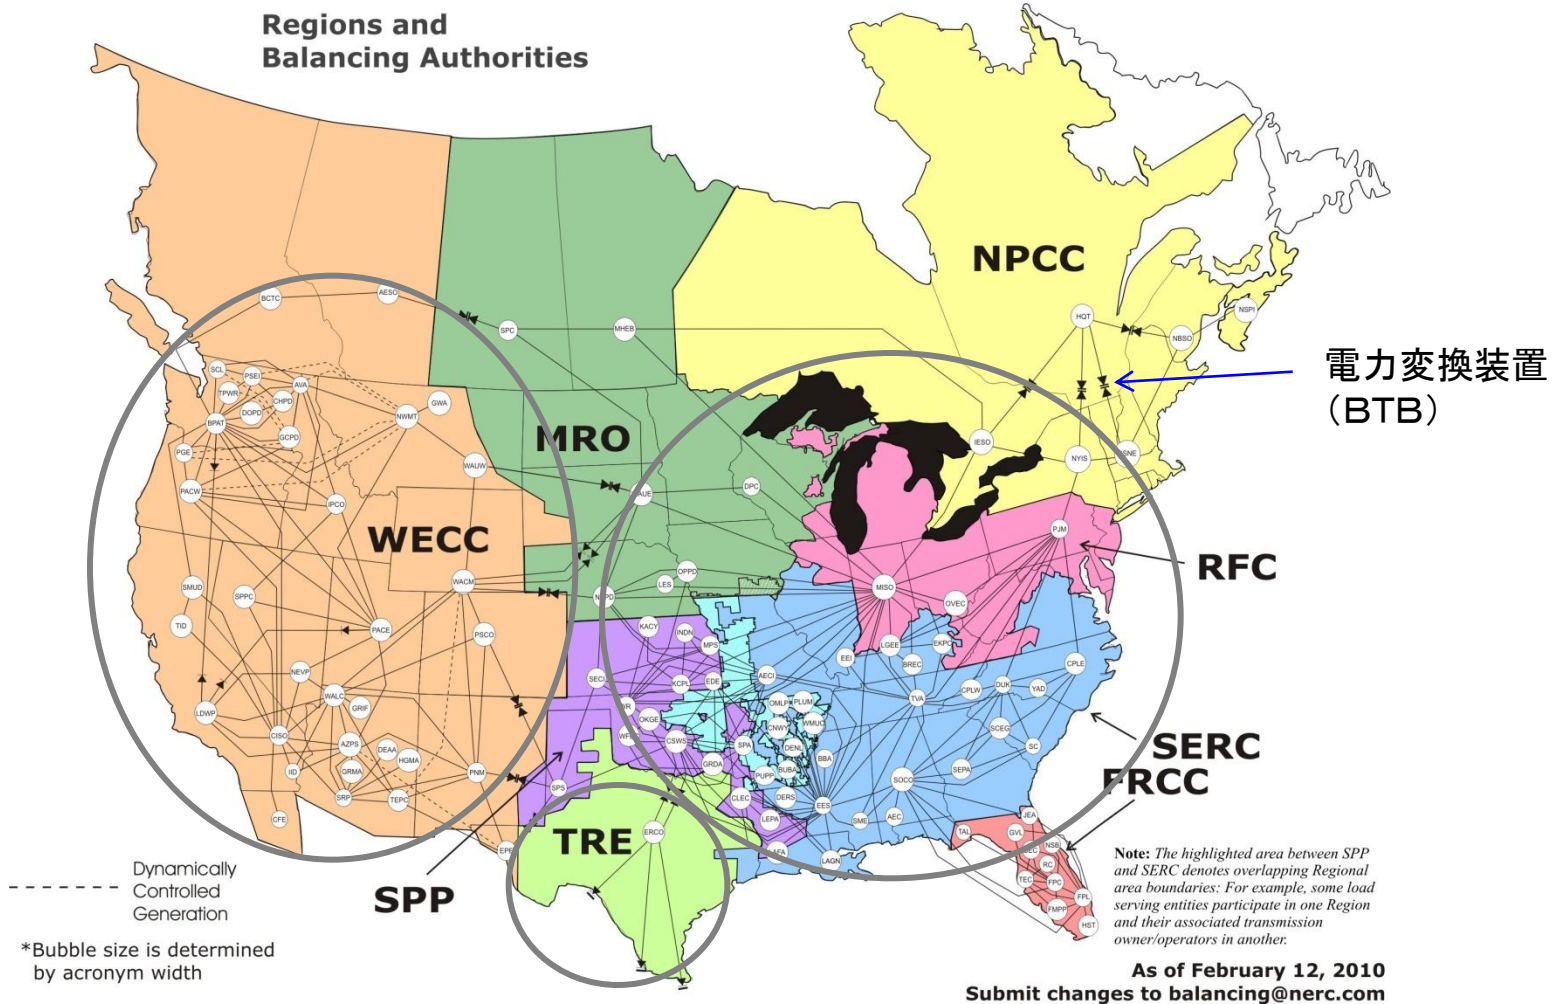 Regions and
Balancing Authorities
NPCC
BCTC
AESO
SPC
MHEB
HQT
NBSO
NSPI
電力変換装置
（BTB）
SCL
PSEI
AVA
TPWR
CHPD
DOPD
BPAT
GCPD
NWMT
GWA
PGE
WAUW
PACW
IPCO
MRO
DPC
IESO
NYIS
PJM
WECC
RFC
SMUD
SPPC
WACM
TID
PACE
PSCO
LES
OPPD
MISO
OVEC
KACY
INDN
MPS
EEI
LGEE
BREC
EKPC
CPLE
NEVP
WALC
GRIF
LDWP
CISO
AZPS
DEAA
HGMA
IID
GRMA
PNM
SRP
TEPC
CFE
EPE
SECI
KCPL
EDE
AECI
OKGE
CSWS
GRDA
SPA
OMLP
PLUM
CNWY
WMUC
DENL
BUBA
PUPP
BBA
DERS
EES
TVA
CPLW
DUK
YAD
SCEG
SC
SEPA
SOCO
SME
AEC
CLEC
LEPA
LAGN
SPS
SERC
FRCC
TRE
ERCO
SPP
JEA
TAL
GVL
NSB
RC
TEC
FPC
FPL
FMPP
HST
Dynamically
Controlled
Generation
*Bubble size is determined
by acronym width
Note: The highlighted area between SPP
and SERC denotes overlapping Regional
area boundaries: For example, some load
serving entities participate in one Region
and their associated transmission
owner/operators in another.
As of February 12, 2010
Submit changes to balancing@nerc.com